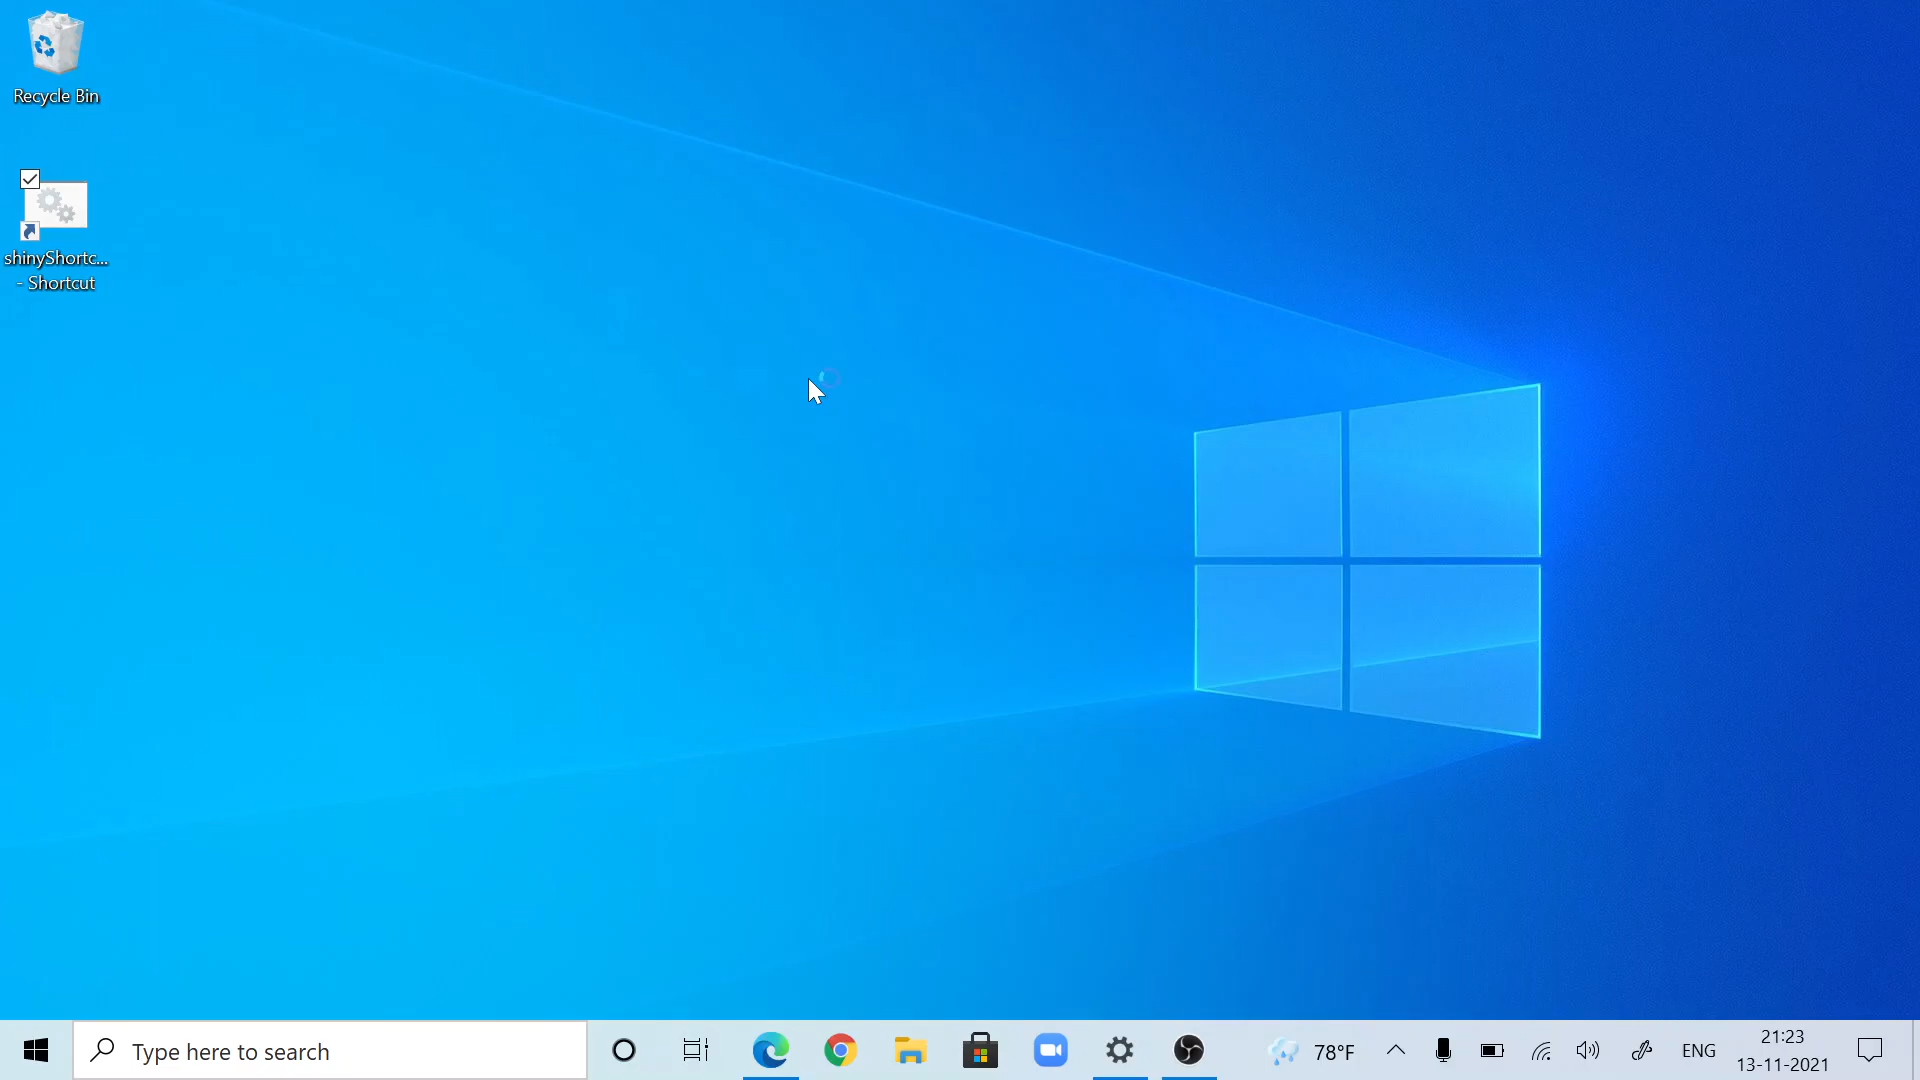 Recycle Bin
shinyShortc...
- Shortcut
Type here to search
78°F
ENG
21:23
13-11-2021